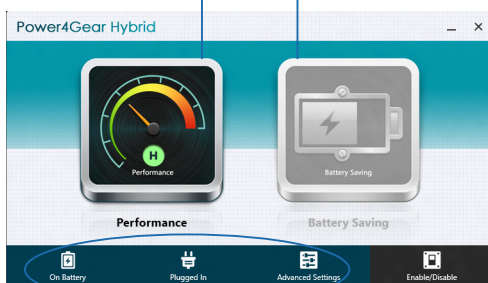 Power4Gear Hybrid
H
Performance
Battery Saving
Performance
Battery Saving
On Battery
Plugged In
Advanced Settings
Enable/Disable